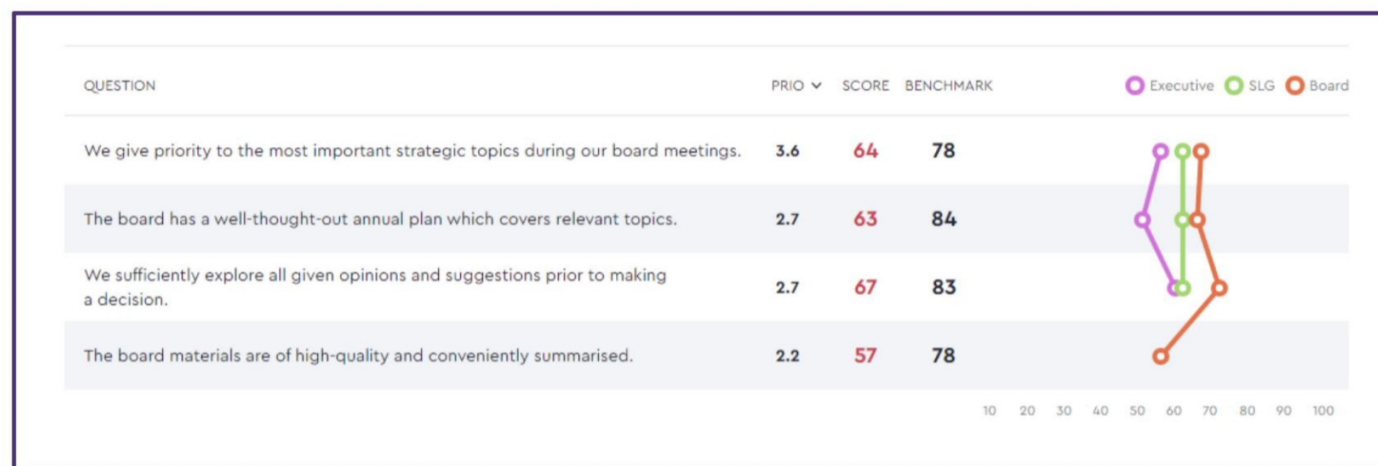 QUESTION PRIO SCORE BENCHMARK Executive SLG Board
We give priority to the most important strategic topics during our board meetings. 3.6 64 78
The board has a well-thought-out annual plan which covers relevant topics. 2.7 63 84
We sufficiently explore all given opinions and suggestions prior to making
a decision. 2.7 67 83
The board materials are of high-quality and conveniently summarised. 2.2 57 78
10 20 30 40 50 60 70 80 90 100